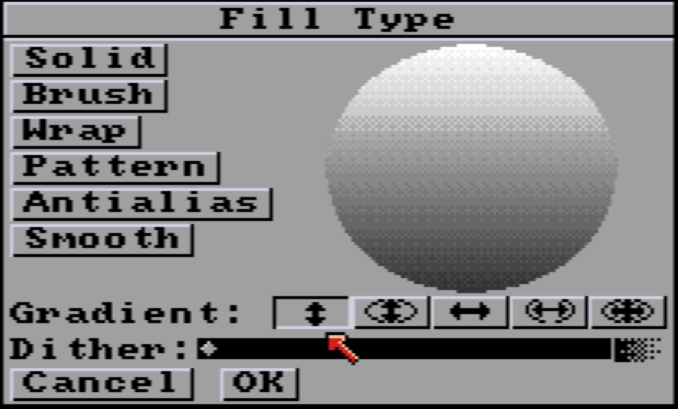 Fill Type
Solid
Brush
Wrap
Pattern
Antialias
Smooth
Gradient:
Dither:
Cancel OK